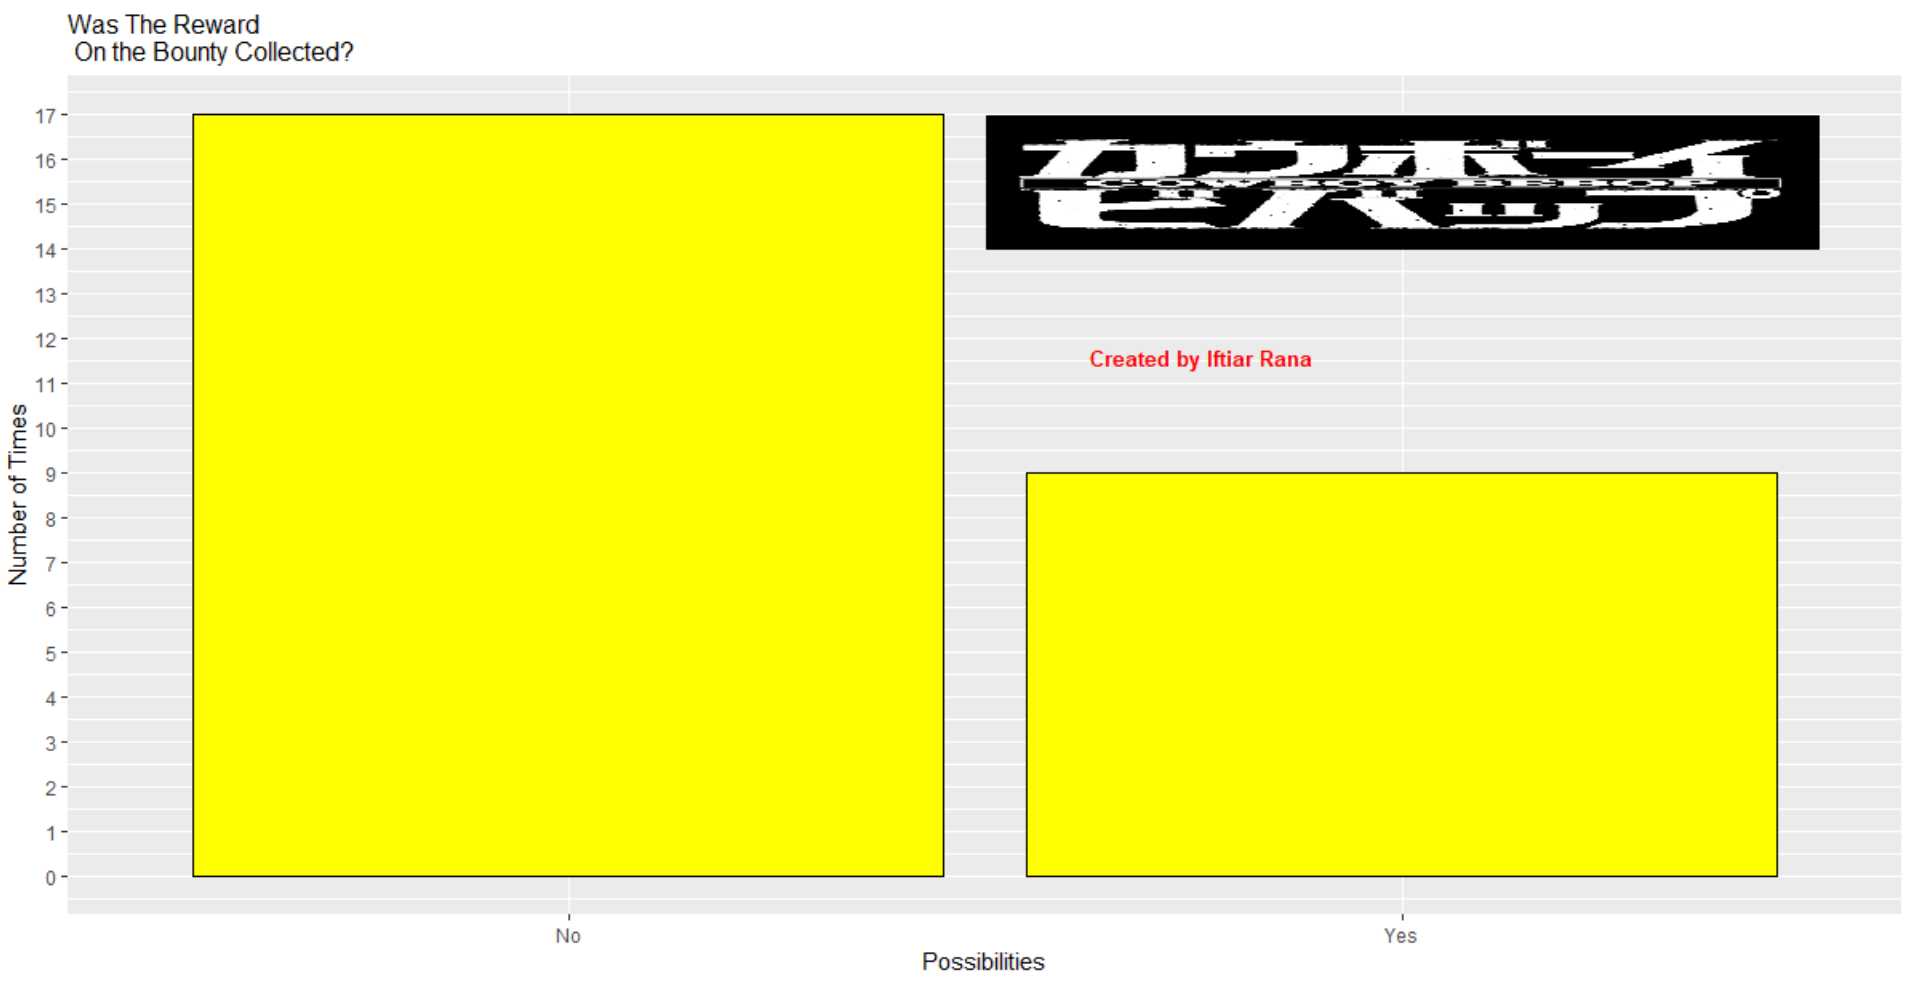 Was The Reward
On the Bounty Collected?
17
16
15
14
13
12
11
10
9
8
7
6
5
4
3
2
1
0
Number of Times
カウボーイ
COWBOY BEBOP
ビバップ
Created by Iftiar Rana
No
Yes
Possibilities